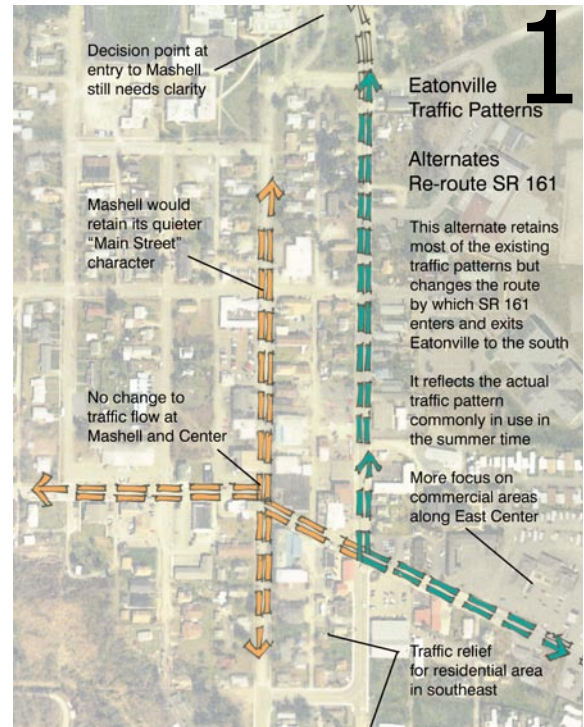 1
Decision point at
entry to Mashell
still needs clarity
Eatonville
Traffic Patterns
Alternates
Re-route SR 161
Mashell would
retain its quieter
“Main Street”
character
This alternate retains
most of the existing
traffic patterns but
changes the route
by which SR 161
enters and exits
Eatonville to the south
It reflects the actual
traffic pattern
commonly in use in
the summer time
No change to
traffic flow at
Mashell and Center
More focus on
commercial areas
along East Center
Traffic relief
for residential area
in southeast